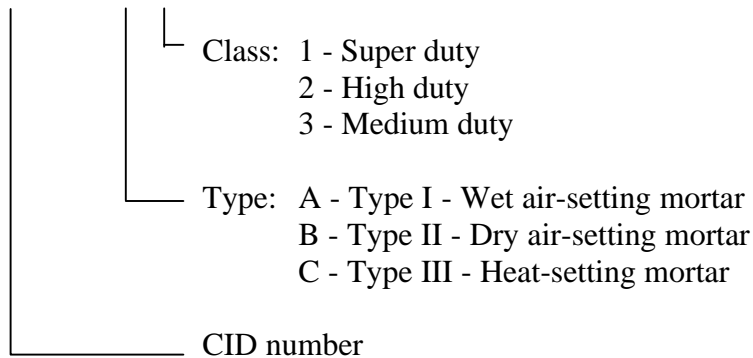 Class: 1 - Super duty
2 - High duty
3 - Medium duty
Type: A - Type I - Wet air-setting mortar
B - Type II - Dry air-setting mortar
C - Type III - Heat-setting mortar
CID number